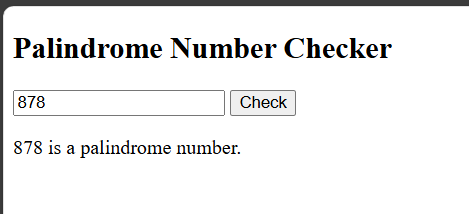 Palindrome Number Checker
878 Check
878 is a palindrome number.